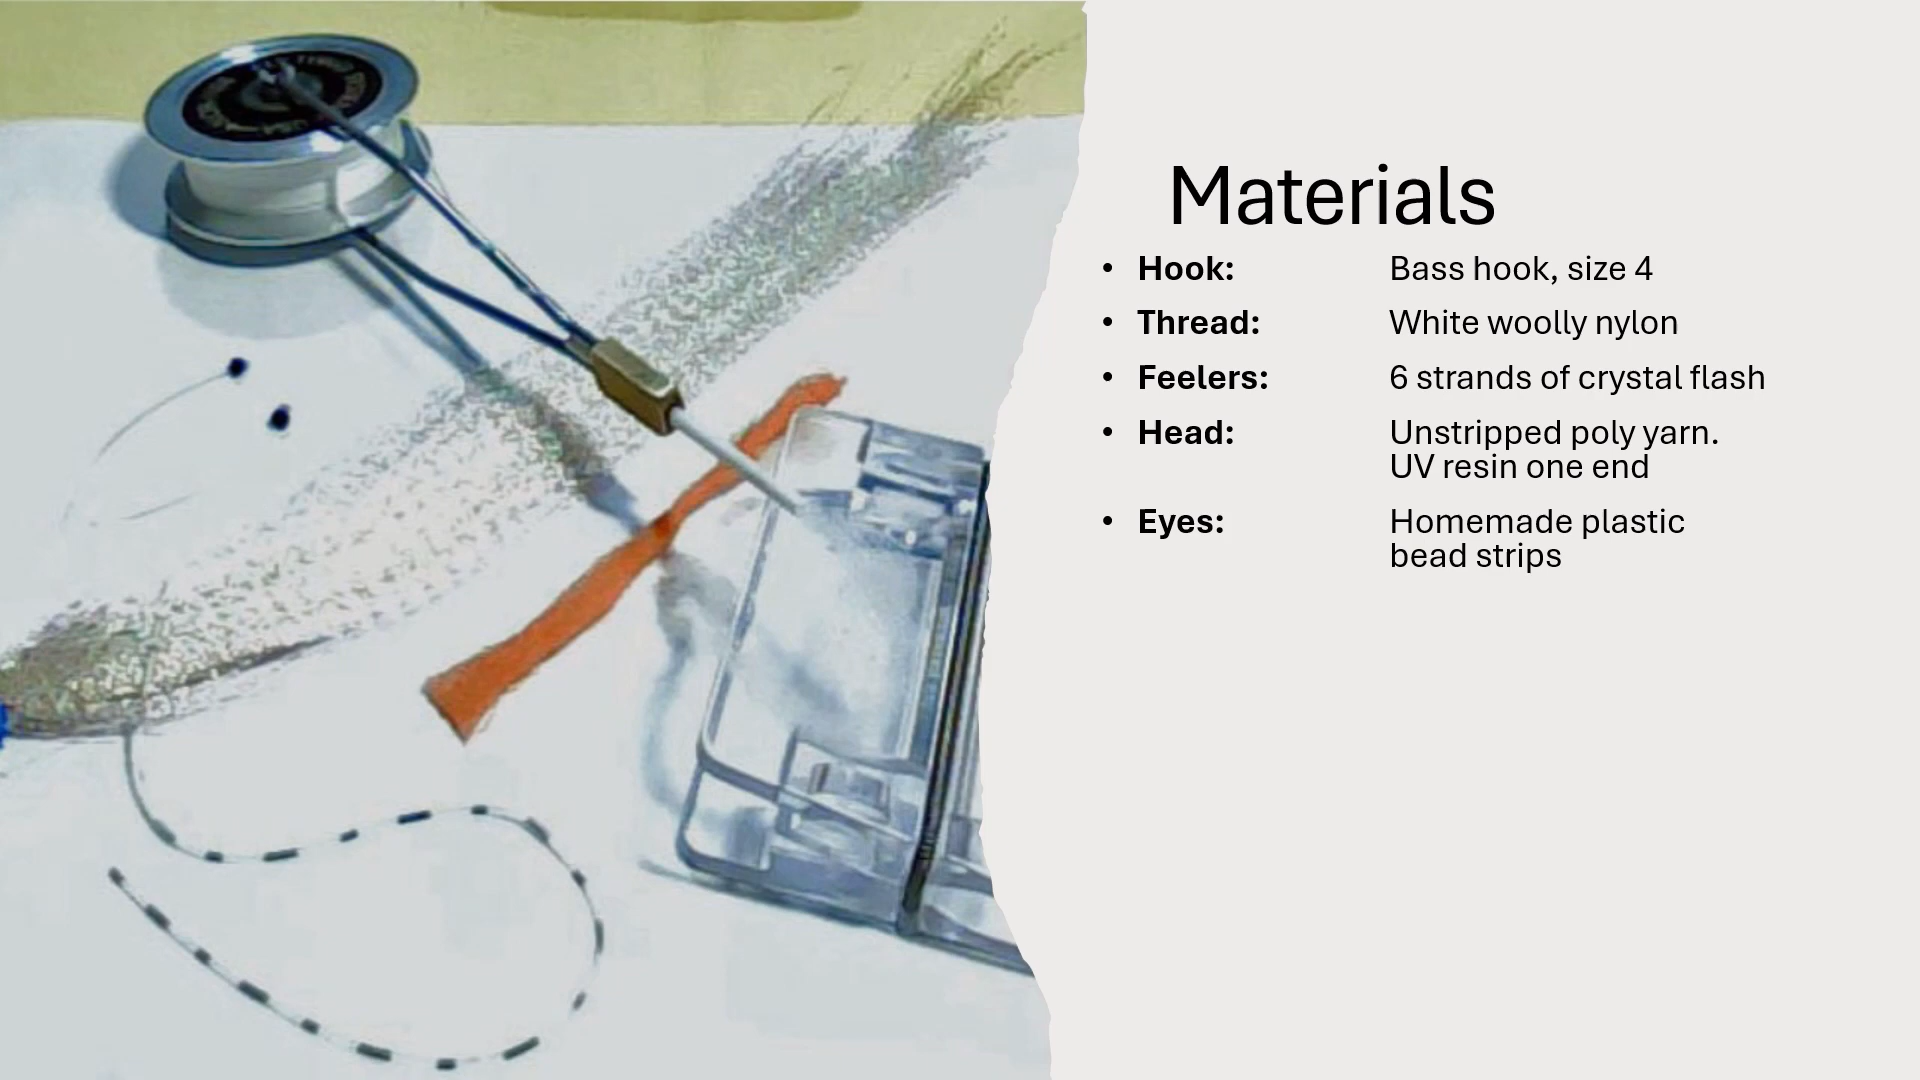 Materials
• Hook: Bass hook, size 4
• Thread: White woolly nylon
• Feelers: 6 strands of crystal flash
• Head: Unstripped poly yarn.
UV resin one end
• Eyes: Homemade plastic
bead strips